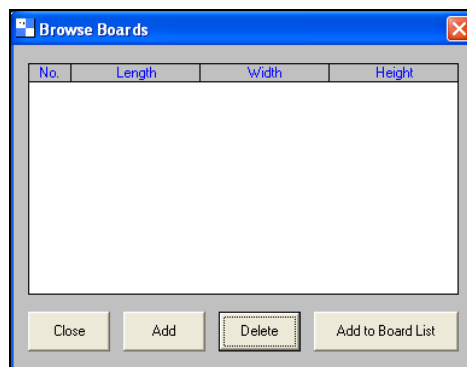 Browse Boards
No. Length Width Height
Close Add Delete Add to Board List